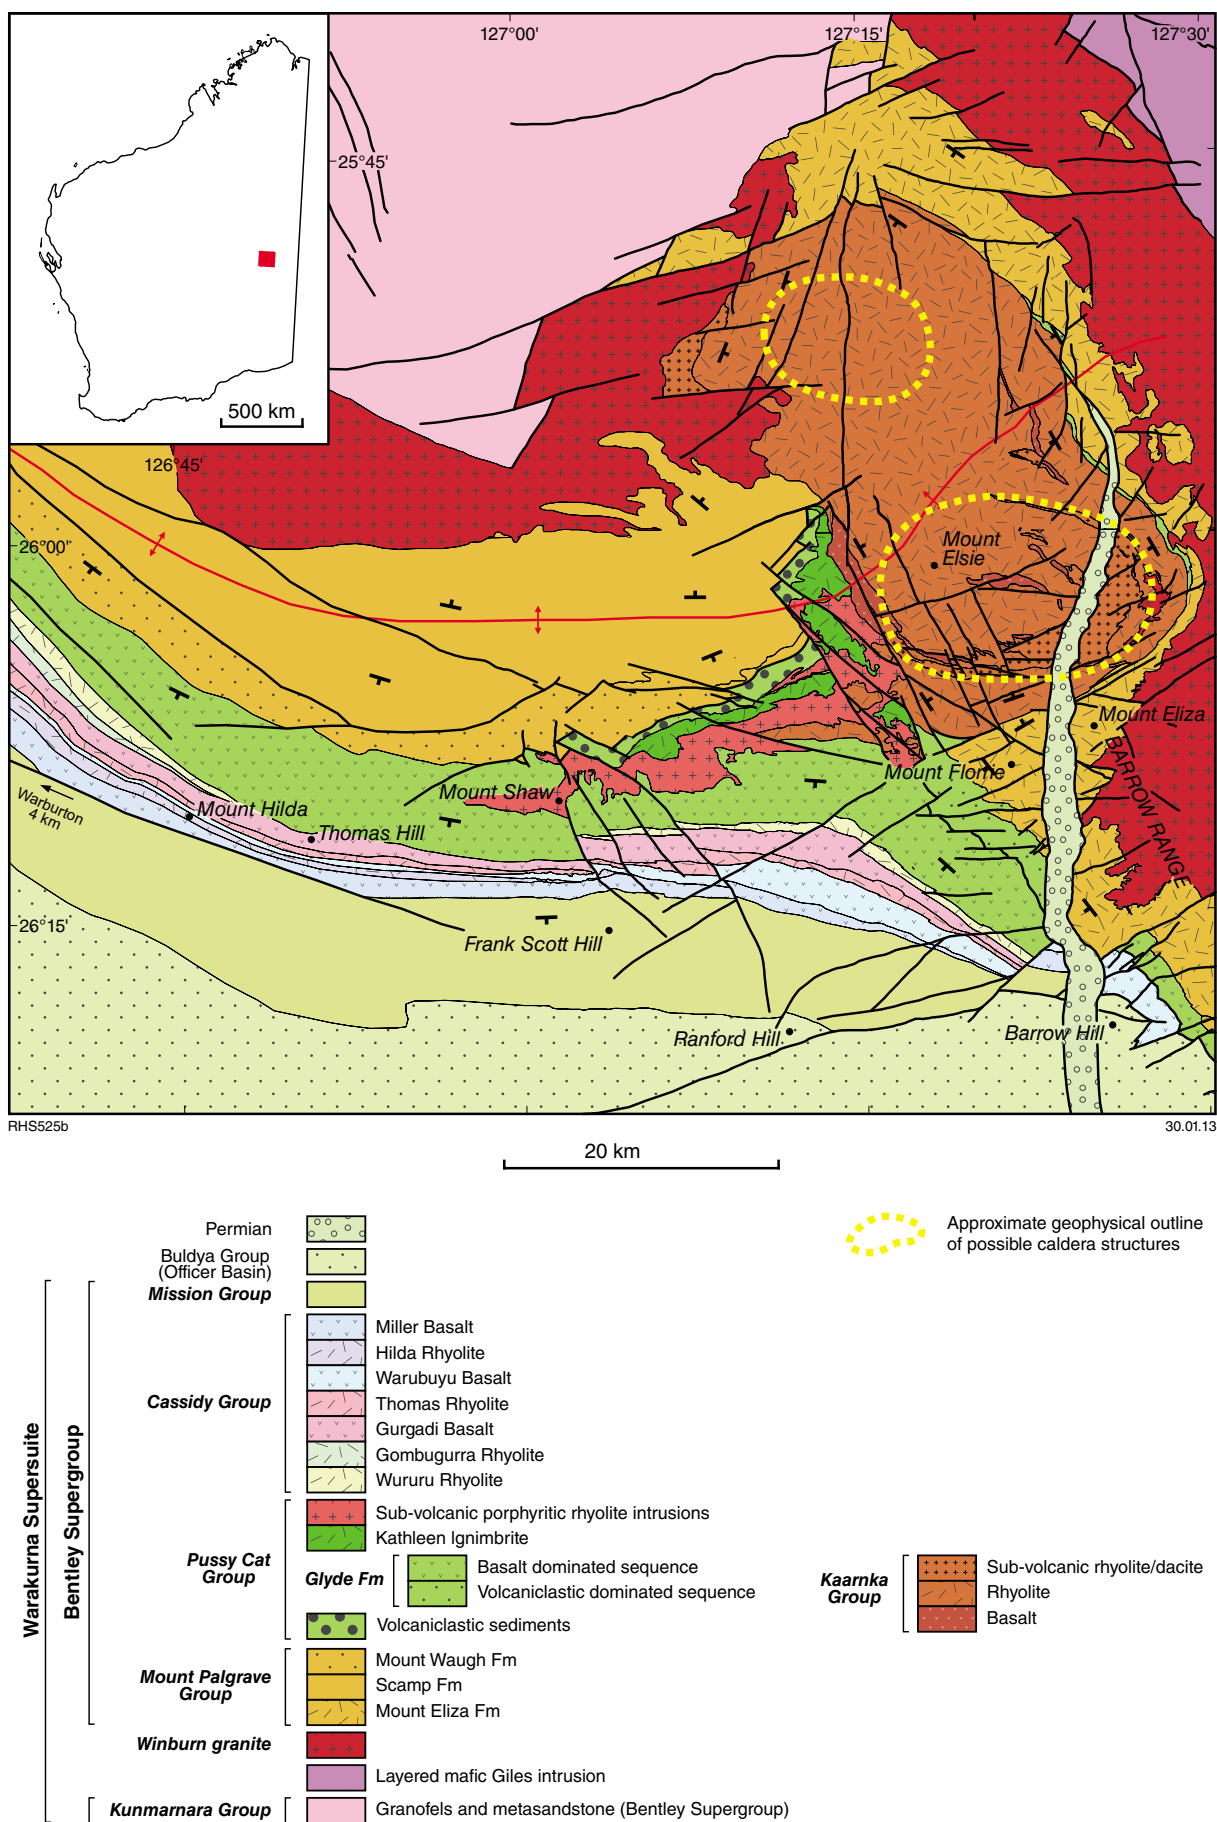 127°00'
127°15'
127°30'
25°45'
500 km
126°45'
26°00'
Mount
Elsie
Mount Eliza
BARROW RANGE
Mount Florrie
Mount Shaw
Warburton
4 km
Mount Hilda
Thomas Hill
26°15'
Frank Scott Hill
Ranford Hill
Barrow Hill
RHS525b
30.01.13
20 km
Permian
Buldya Group
(Officer Basin)
Mission Group
Approximate geophysical outline
of possible caldera structures
Warakurna Supersuite
Bentley Supergroup
Cassidy Group
Miller Basalt
Hilda Rhyolite
Warubuyu Basalt
Thomas Rhyolite
Gurgadi Basalt
Gombugurra Rhyolite
Wururu Rhyolite
Pussy Cat
Group
Sub-volcanic porphyritic rhyolite intrusions
Kathleen Ignimbrite
Glyde Fm
Basalt dominated sequence
Volcaniclastic dominated sequence
Volcaniclastic sediments
Kaarnka
Group
Sub-volcanic rhyolite/dacite
Rhyolite
Basalt
Mount Palgrave
Group
Mount Waugh Fm
Scamp Fm
Mount Eliza Fm
Winburn granite
Layered mafic Giles intrusion
Kunmarnara Group
Granofels and metasandstone (Bentley Supergroup)